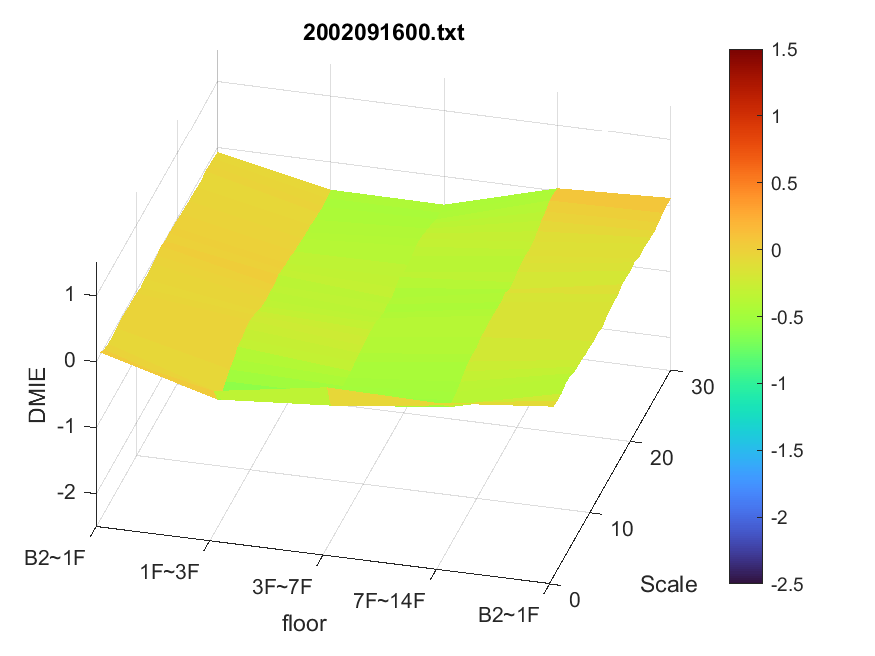 2002091600.txt
1
0
-1
-2
DMIE
B2~1F
1F~3F
3F~7F
7F~14F
B2~1F
floor
0
10
20
30
Scale
1.5
1
0.5
0
-0.5
-1
-1.5
-2
-2.5